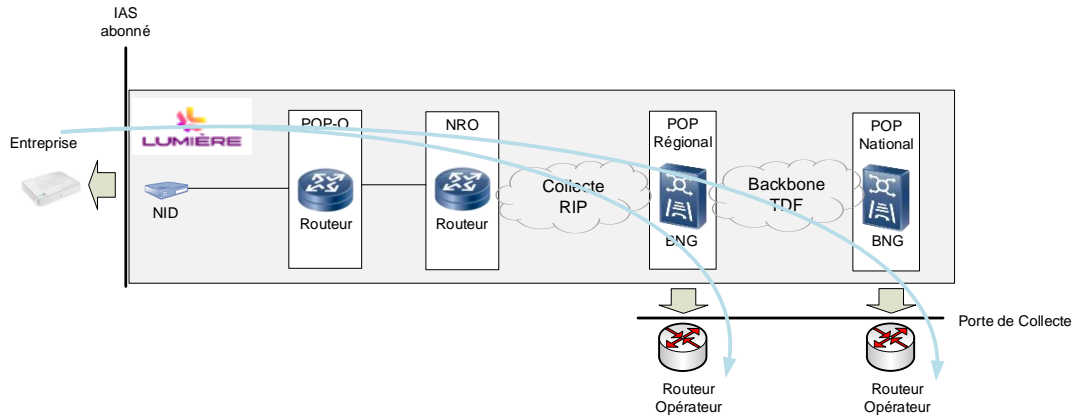 IAS
abonné
Entreprise
LUMIÈRE
NID
POP-O
Routeur
NRO
Routeur
Collecte
RIP
POP
Régional
BNG
Backbone
TDF
POP
National
BNG
Porte de Collecte
Routeur
Opérateur
Routeur
Opérateur